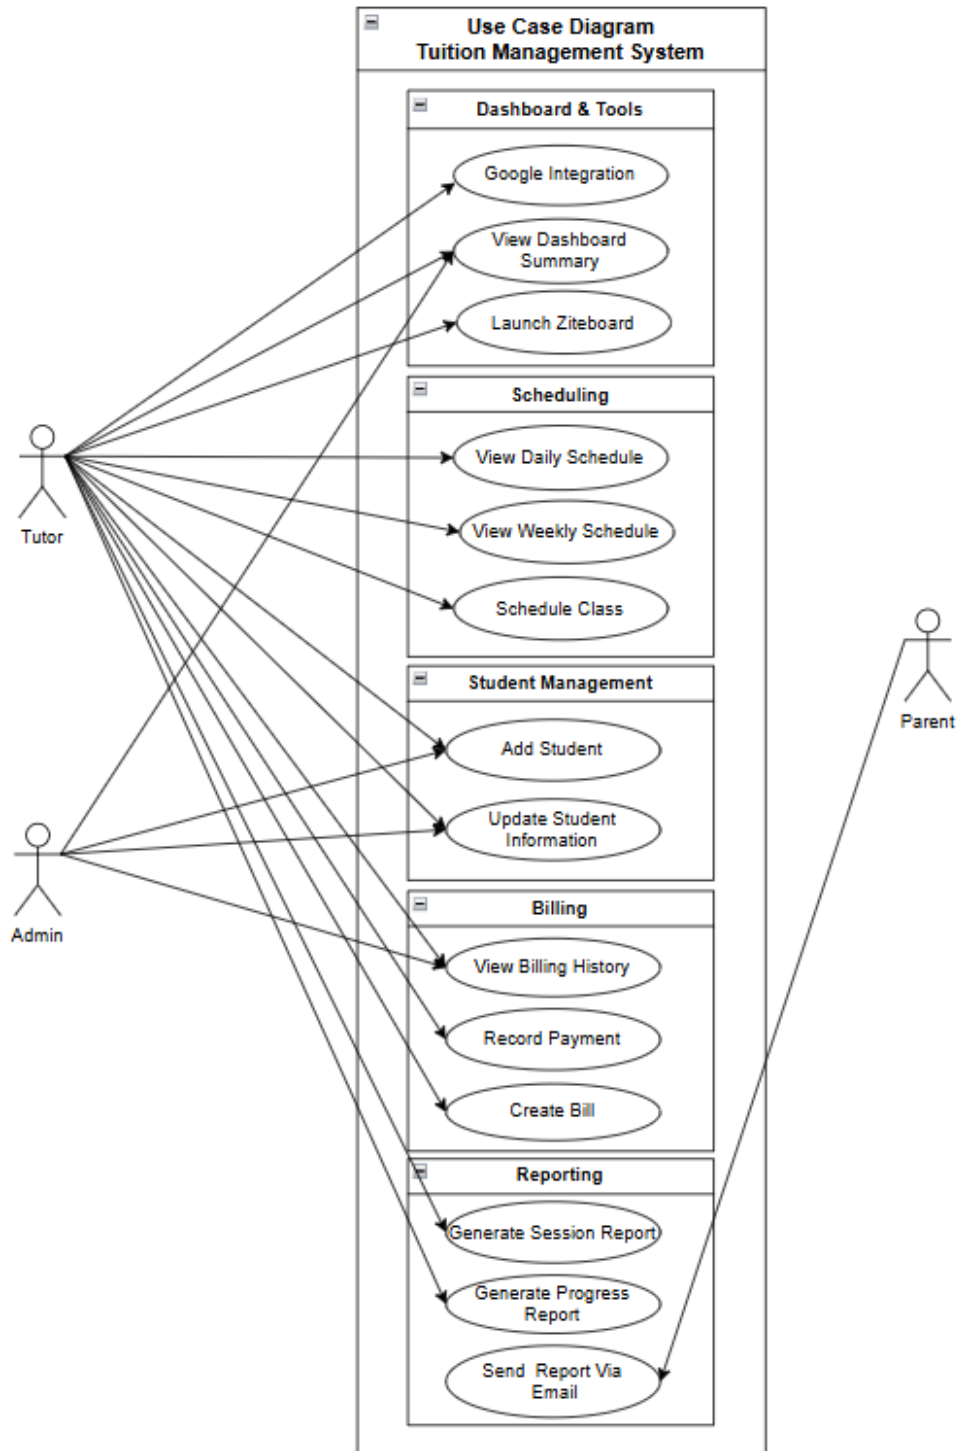 Use Case Diagram
Tuition Management System
Dashboard & Tools
Google Integration
View Dashboard
Summary
Launch Ziteboard
Scheduling
View Daily Schedule
View Weekly Schedule
Schedule Class
Tutor
Student Management
Add Student
Update Student
Information
Parent
Admin
Billing
View Billing History
Record Payment
Create Bill
Reporting
Generate Session Report
Generate Progress
Report
Send Report Via
Email